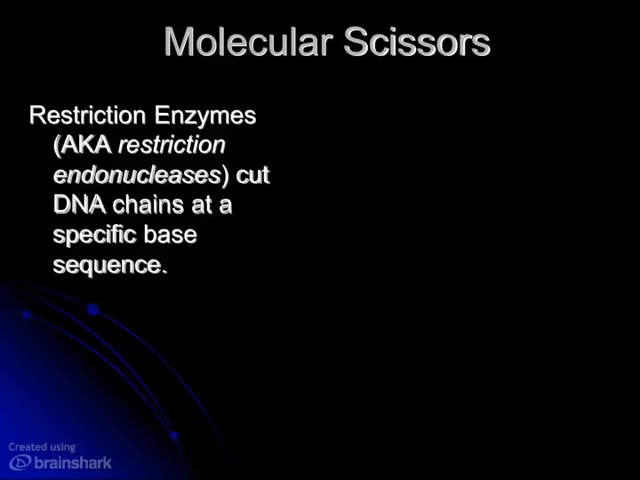 Molecular Scissors
Restriction Enzymes
(AKA restriction
endonucleases) cut
DNA chains at a
specific base
sequence.
Created using
brainshark